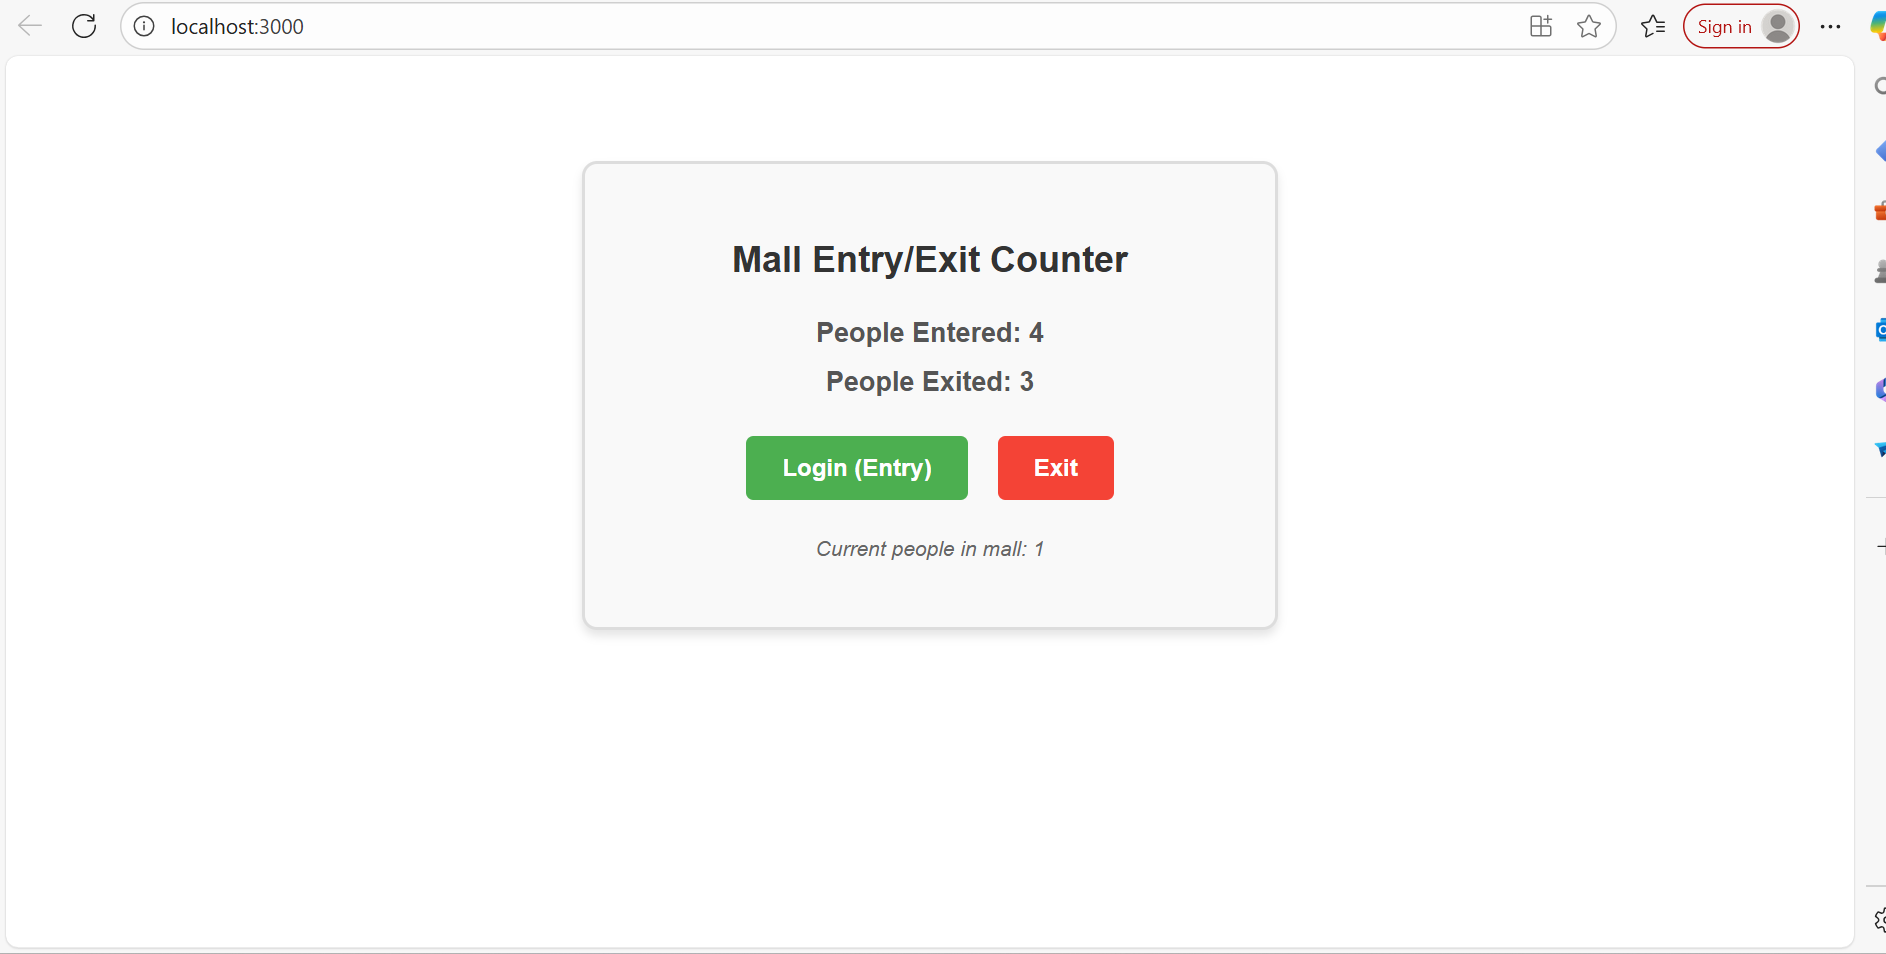 localhost:3000
Sign in
Mall Entry/Exit Counter
People Entered: 4
People Exited: 3
Login (Entry) Exit
Current people in mall: 1